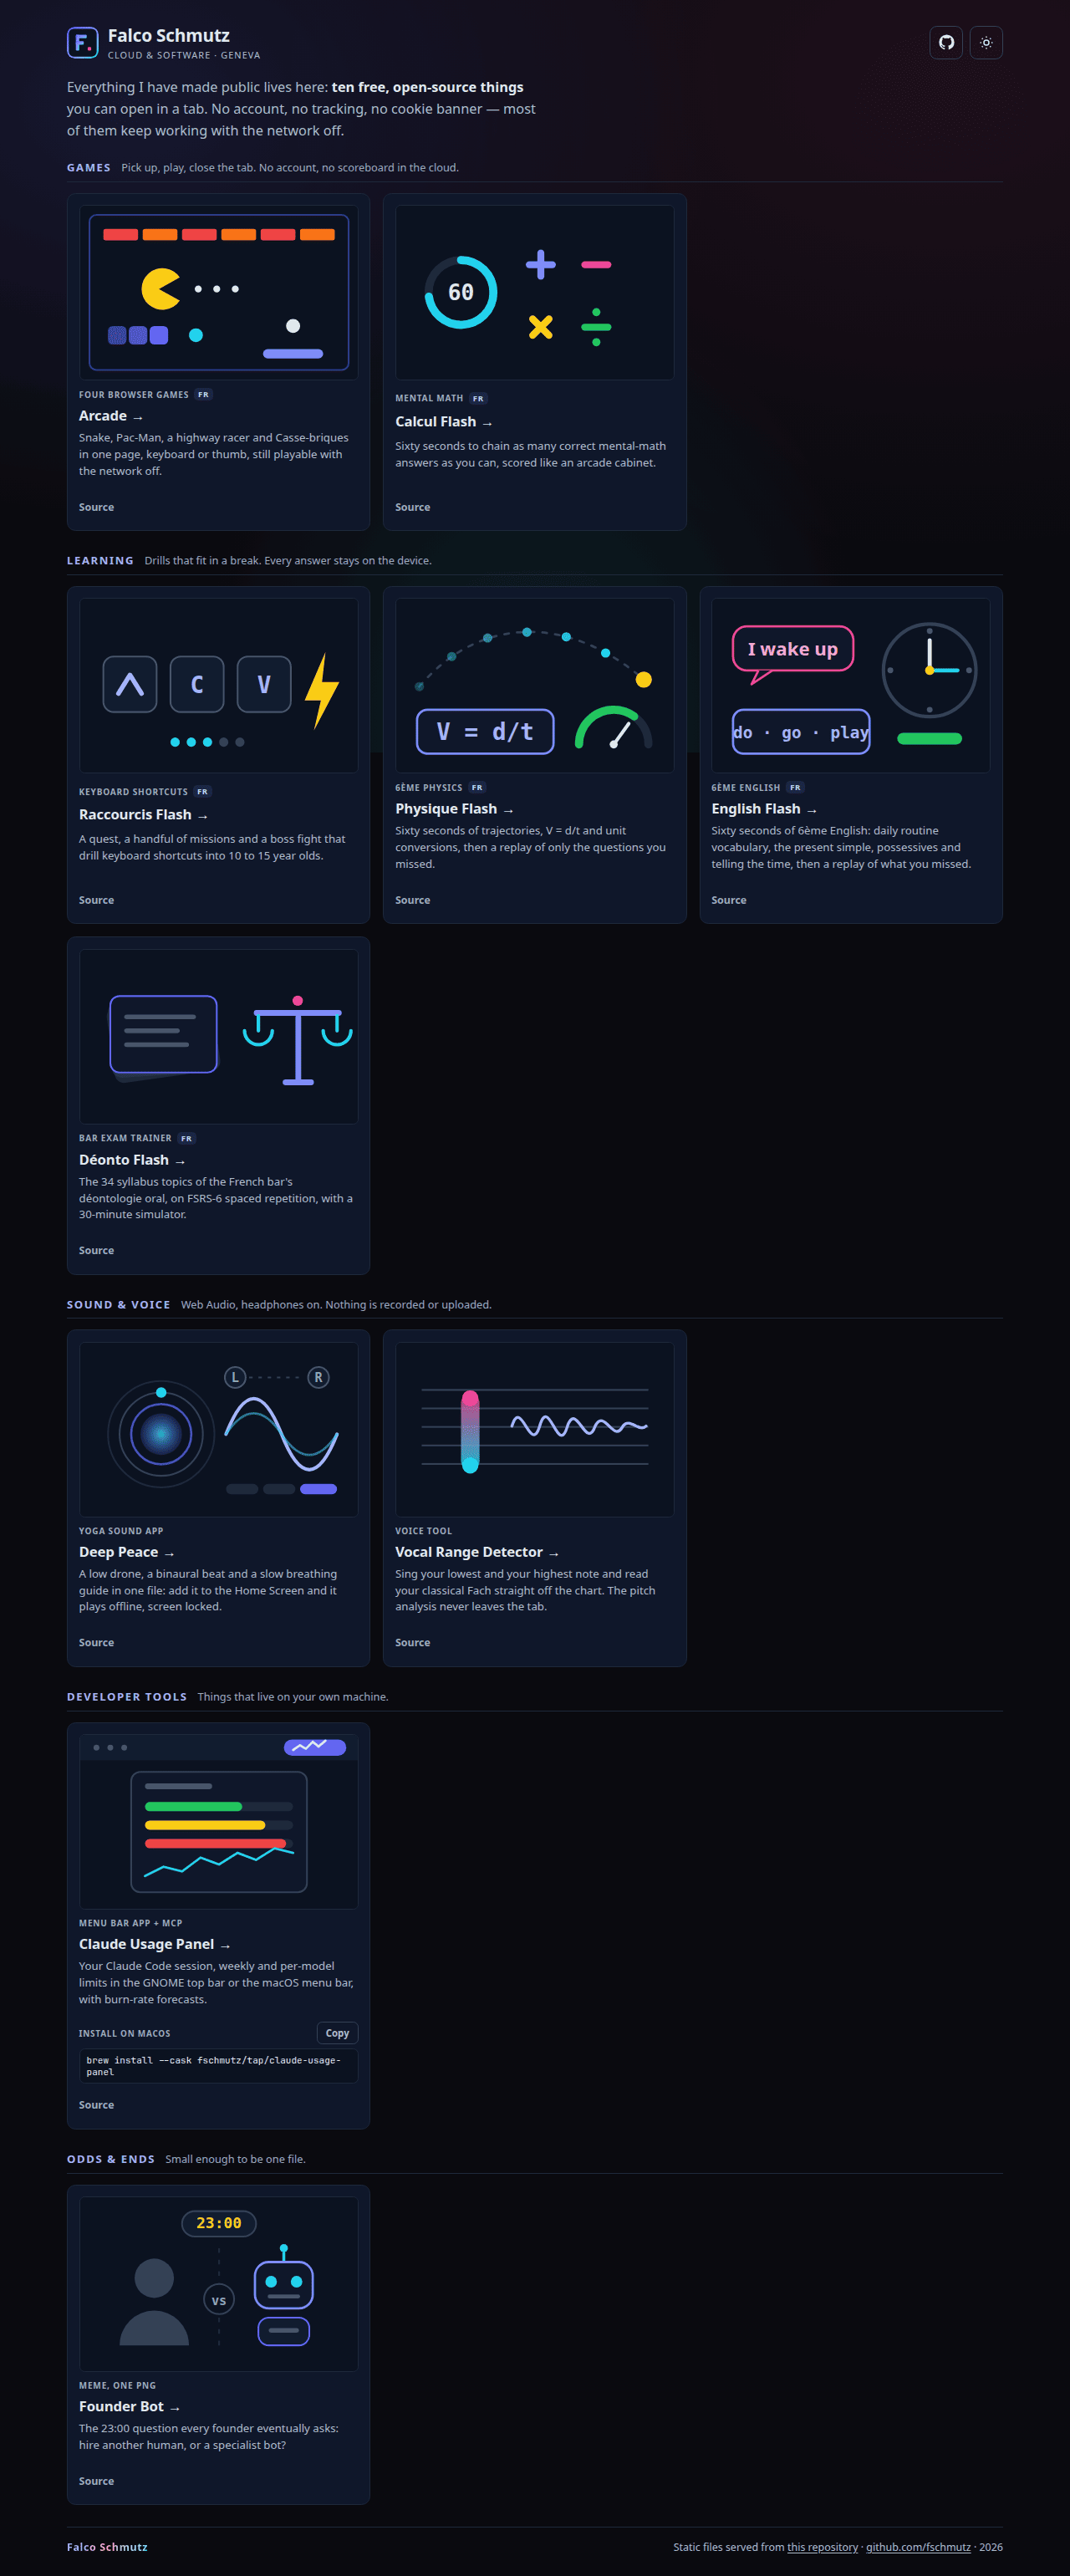 F.
Falco Schmutz
CLOUD & SOFTWARE · GENEVA
Everything I have made public lives here: ten free, open-source things
you can open in a tab. No account, no tracking, no cookie banner — most
of them keep working with the network off.
GAMES Pick up, play, close the tab. No account, no scoreboard in the cloud.
FOUR BROWSER GAMES FR
Arcade →
Snake, Pac-Man, a highway racer and Casse-briques
in one page, keyboard or thumb, still playable with
the network off.
Source
60
MENTAL MATH FR
Calcul Flash →
Sixty seconds to chain as many correct mental-math
answers as you can, scored like an arcade cabinet.
Source
LEARNING Drills that fit in a break. Every answer stays on the device.
C V
KEYBOARD SHORTCUTS FR
Raccourcis Flash →
A quest, a handful of missions and a boss fight that
drill keyboard shortcuts into 10 to 15 year olds.
Source
V = d/t
6ÈME PHYSICS FR
Physique Flash →
Sixty seconds of trajectories, V = d/t and unit
conversions, then a replay of only the questions you
missed.
Source
I wake up
do · go · play
6ÈME ENGLISH FR
English Flash →
Sixty seconds of 6ème English: daily routine
vocabulary, the present simple, possessives and
telling the time, then a replay of what you missed.
Source
BAR EXAM TRAINER FR
Déonto Flash →
The 34 syllabus topics of the French bar's
déontologie oral, on FSRS-6 spaced repetition, with a
30-minute simulator.
Source
SOUND & VOICE Web Audio, headphones on. Nothing is recorded or uploaded.
L R
YOGA SOUND APP
Deep Peace →
A low drone, a binaural beat and a slow breathing
guide in one file: add it to the Home Screen and it
plays offline, screen locked.
Source
VOICE TOOL
Vocal Range Detector →
Sing your lowest and your highest note and read
your classical Fach straight off the chart. The pitch
analysis never leaves the tab.
Source
DEVELOPER TOOLS Things that live on your own machine.
MENU BAR APP + MCP
Claude Usage Panel →
Your Claude Code session, weekly and per-model
limits in the GNOME top bar or the macOS menu bar,
with burn-rate forecasts.
INSTALL ON MACOS Copy
brew install --cask fschmutz/tap/claude-usage-
panel
Source
ODDS & ENDS Small enough to be one file.
23:00
VS
MEME, ONE PNG
Founder Bot →
The 23:00 question every founder eventually asks:
hire another human, or a specialist bot?
Source
Falco Schmutz
Static files served from this repository · github.com/fschmutz · 2026